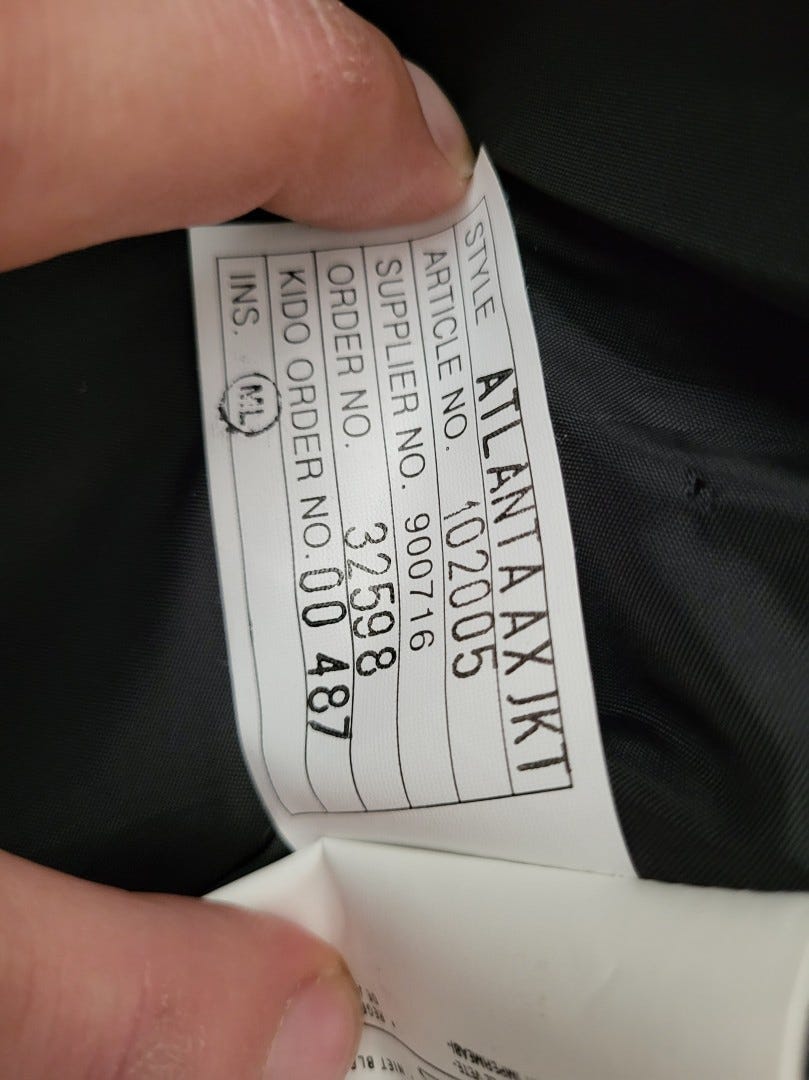 STYLE ATLANTA AX JKT
ARTICLE NO. 102005
SUPPLIER NO. 900716
ORDER NO. 32598
KIDO ORDER NO. 00 487
INS. ML